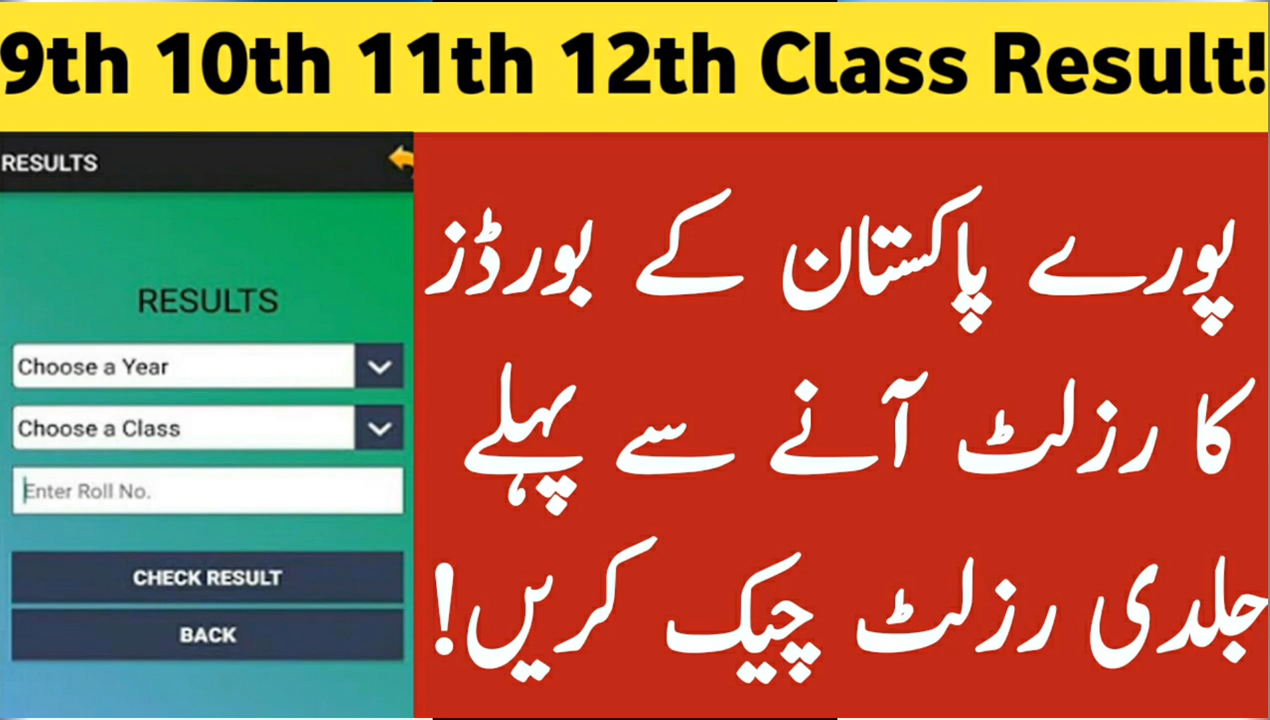 9th 10th 11th 12th Class Result!
RESULTS
RESULTS
Choose a Year
Choose a Class
Enter Roll No.
CHECK RESULT
BACK
پورے پاکستان کے بورڈز
کا رزلٹ آنے سے پہلے
جلدی رزلٹ چیک کریں!